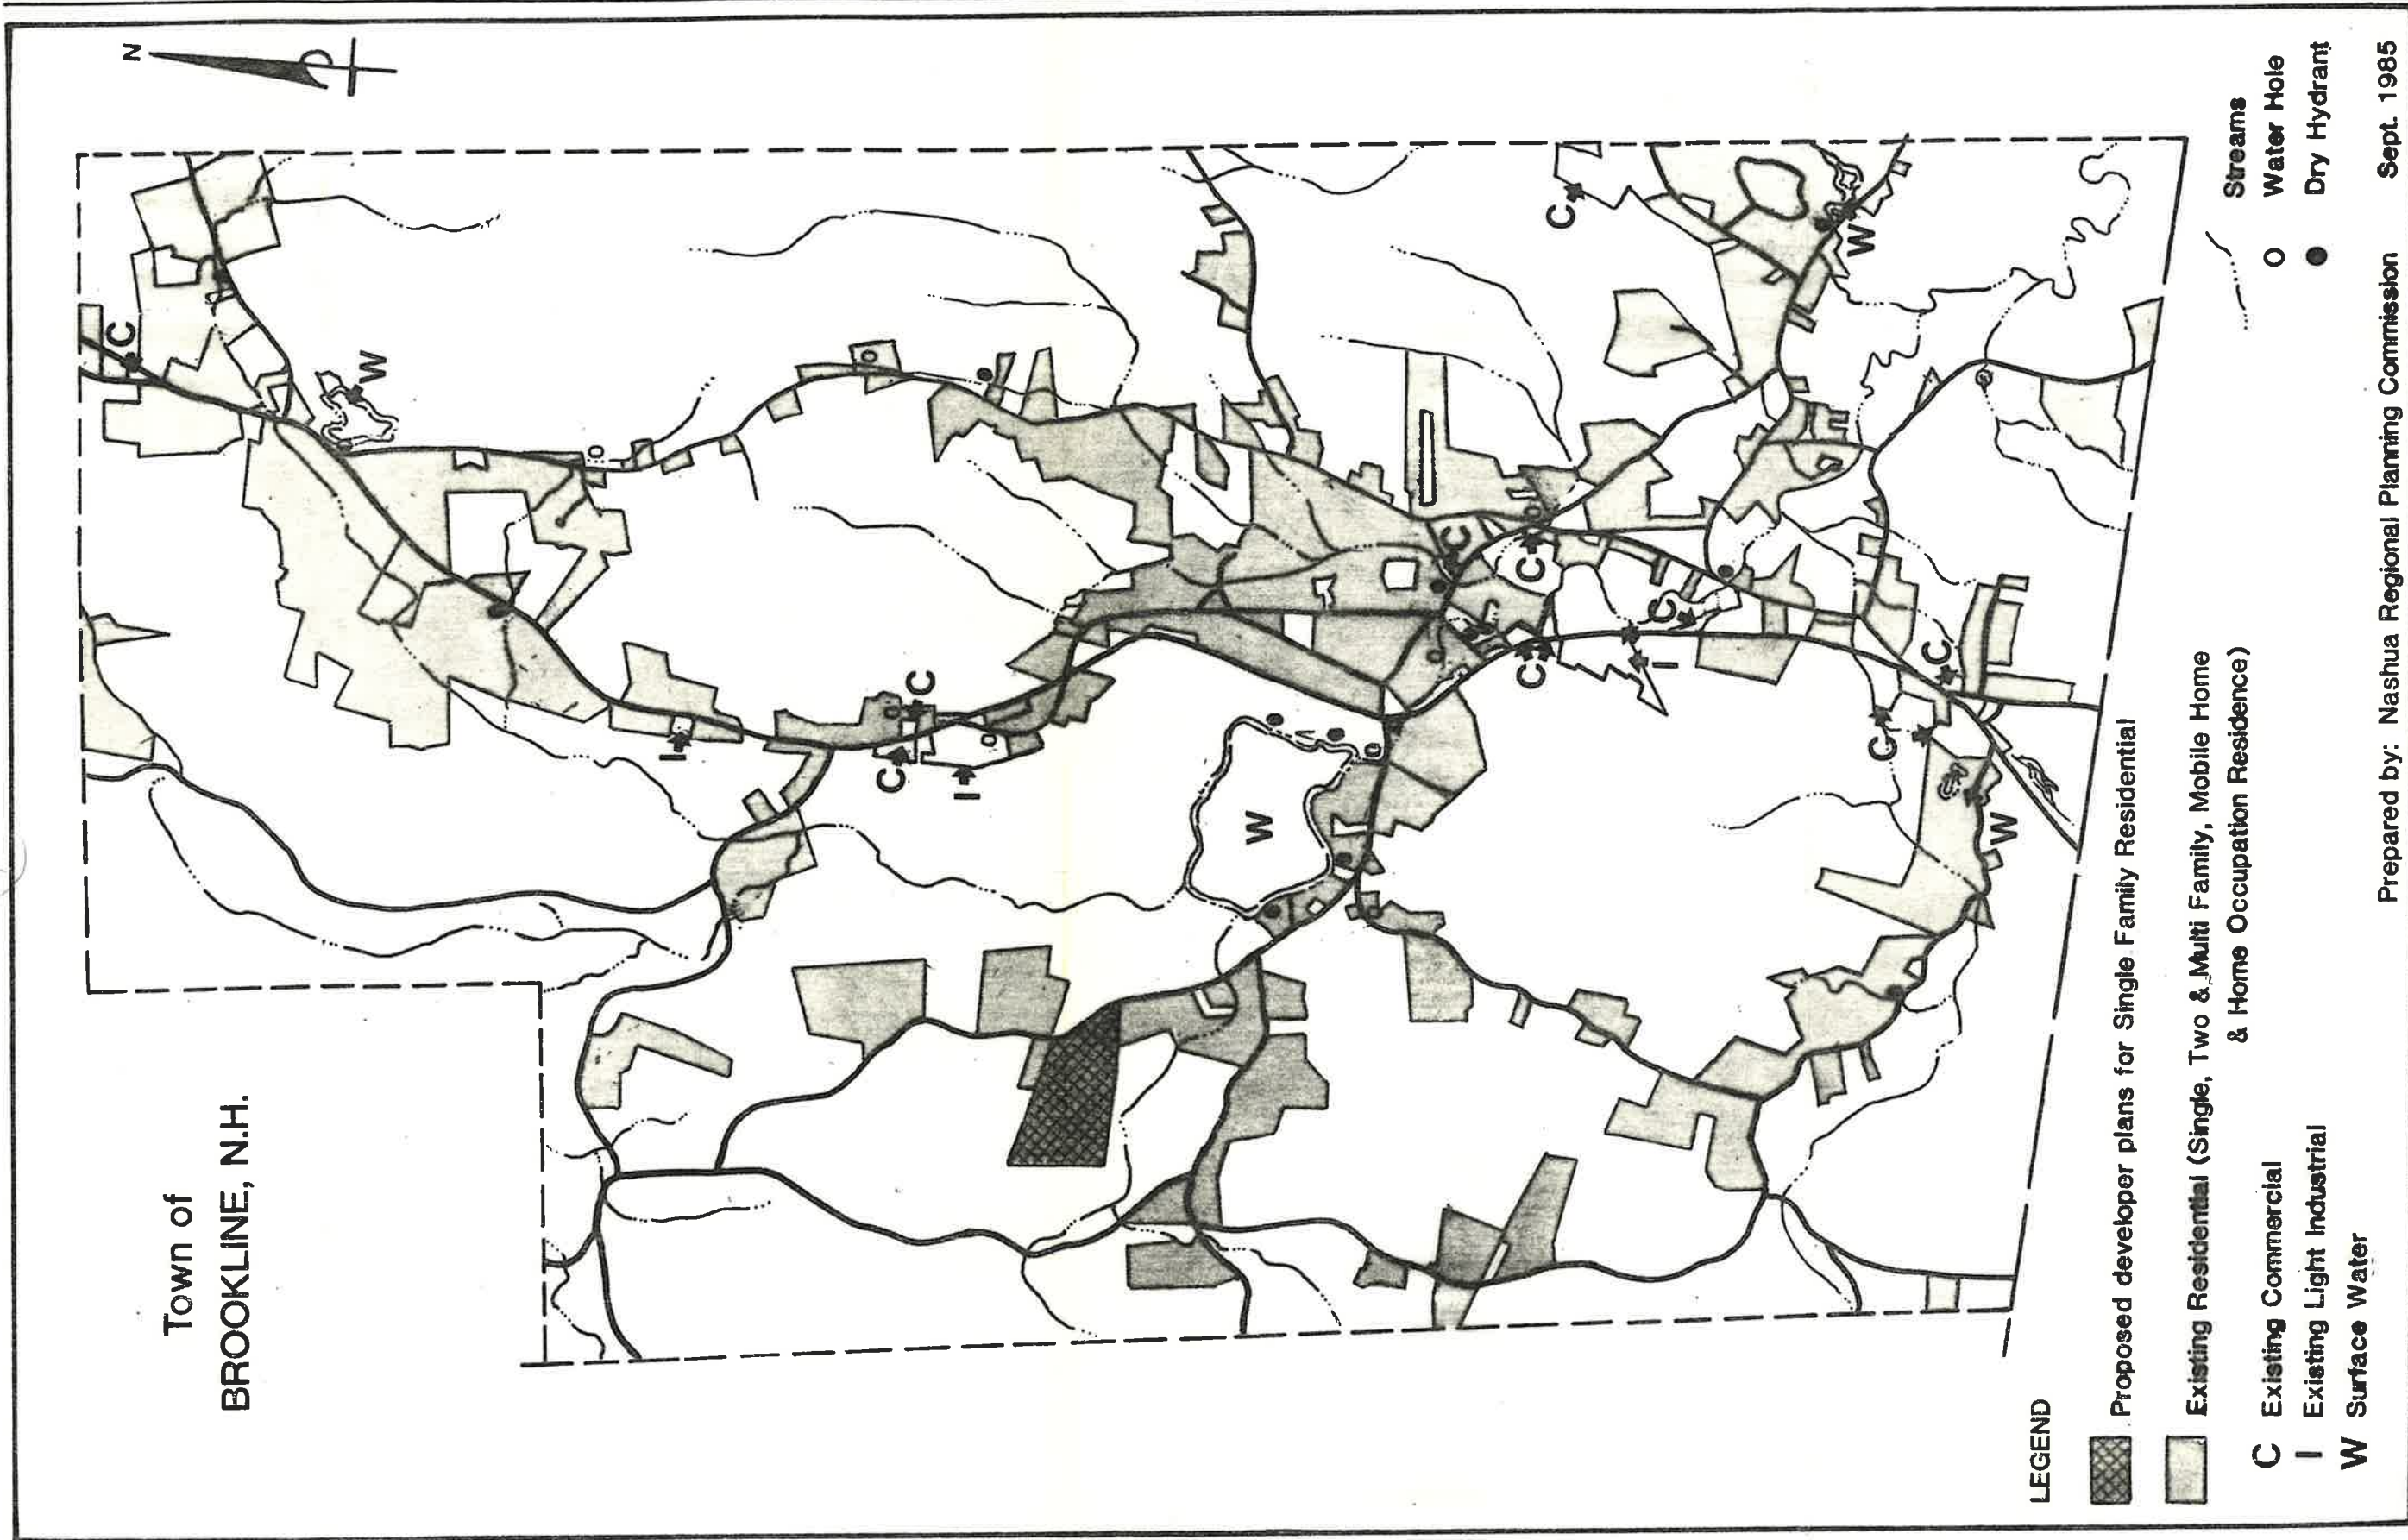 Town of
BROOKLINE, N.H.
N
C
W
W
C
W
C
C
C
C
I
C
C
W
I
C
C
I
W
LEGEND
Proposed developer plans for Single Family Residential
Existing Residential (Single, Two & Multi Family, Mobile Home
& Home Occupation Residence)
C Existing Commercial
I Existing Light Industrial
W Surface Water
Streams
O Water Hole
Dry Hydrant
Prepared by: Nashua Regional Planning Commission Sept. 1985